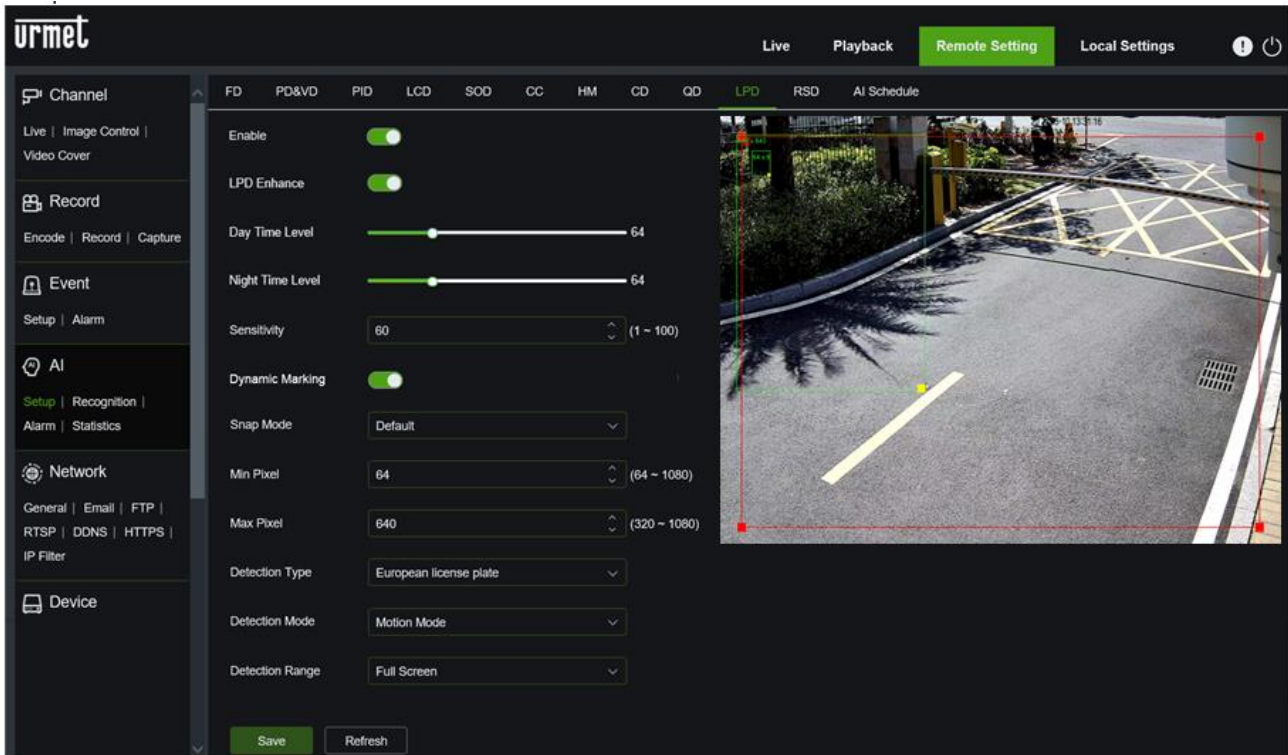 urmet
Live Playback Remote Setting Local Settings
Channel
Live | Image Control |
Video Cover
Record
Encode | Record | Capture
Event
Setup | Alarm
AI
Setup | Recognition |
Alarm | Statistics
Network
General | Email | FTP |
RTSP | DDNS | HTTPS |
IP Filter
Device
FD PD&VD PID LCD SOD CC HM CD QD LPD RSD AI Schedule
Enable
LPD Enhance
Day Time Level 64
Night Time Level 64
Sensitivity 60 (1 ~ 100)
Dynamic Marking
Snap Mode Default
Min Pixel 64 (64 ~ 1080)
Max Pixel 640 (320 ~ 1080)
Detection Type European license plate
Detection Mode Motion Mode
Detection Range Full Screen
Save Refresh